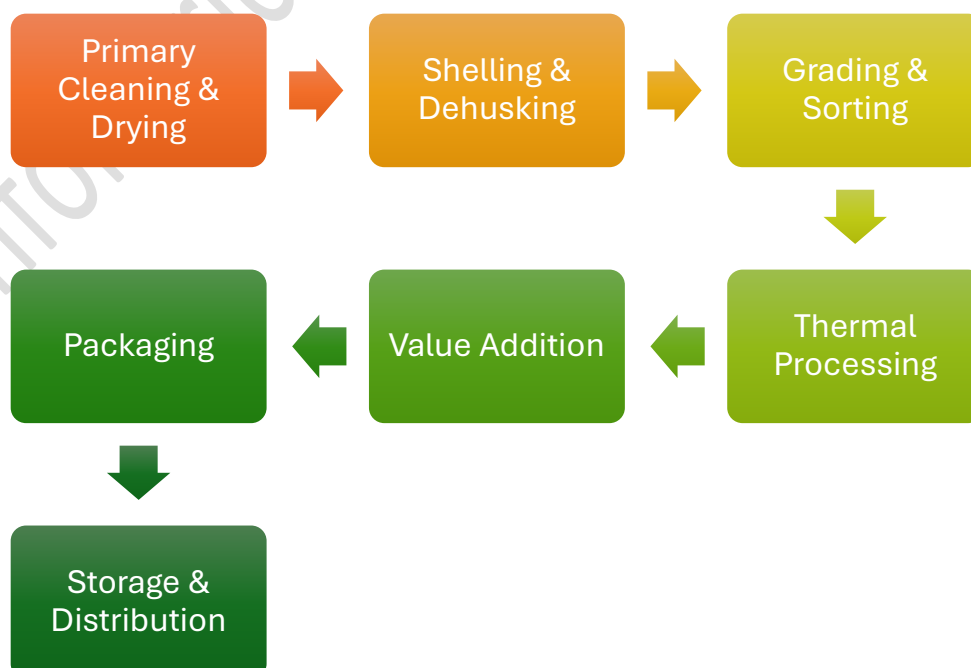 Primary
Cleaning &
Drying
Shelling &
Dehusking
Grading &
Sorting
Thermal
Processing
Value Addition
Packaging
Storage &
Distribution